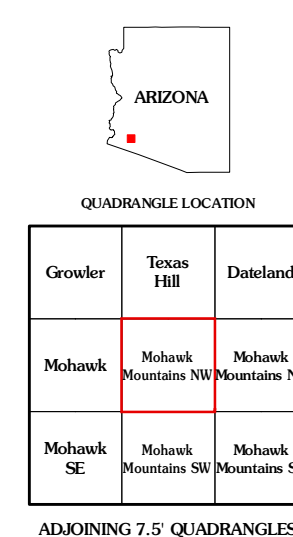 ARIZONA
QUADRANGLE LOCATION
Growler
Texas
Hill
Dateland
Mohawk
Mohawk
Mountains NW
Mohawk
Mountains
Mohawk
SE
Mohawk
Mountains SW
Mohawk
Mountains
ADJOINING 7.5' QUADRANGLES